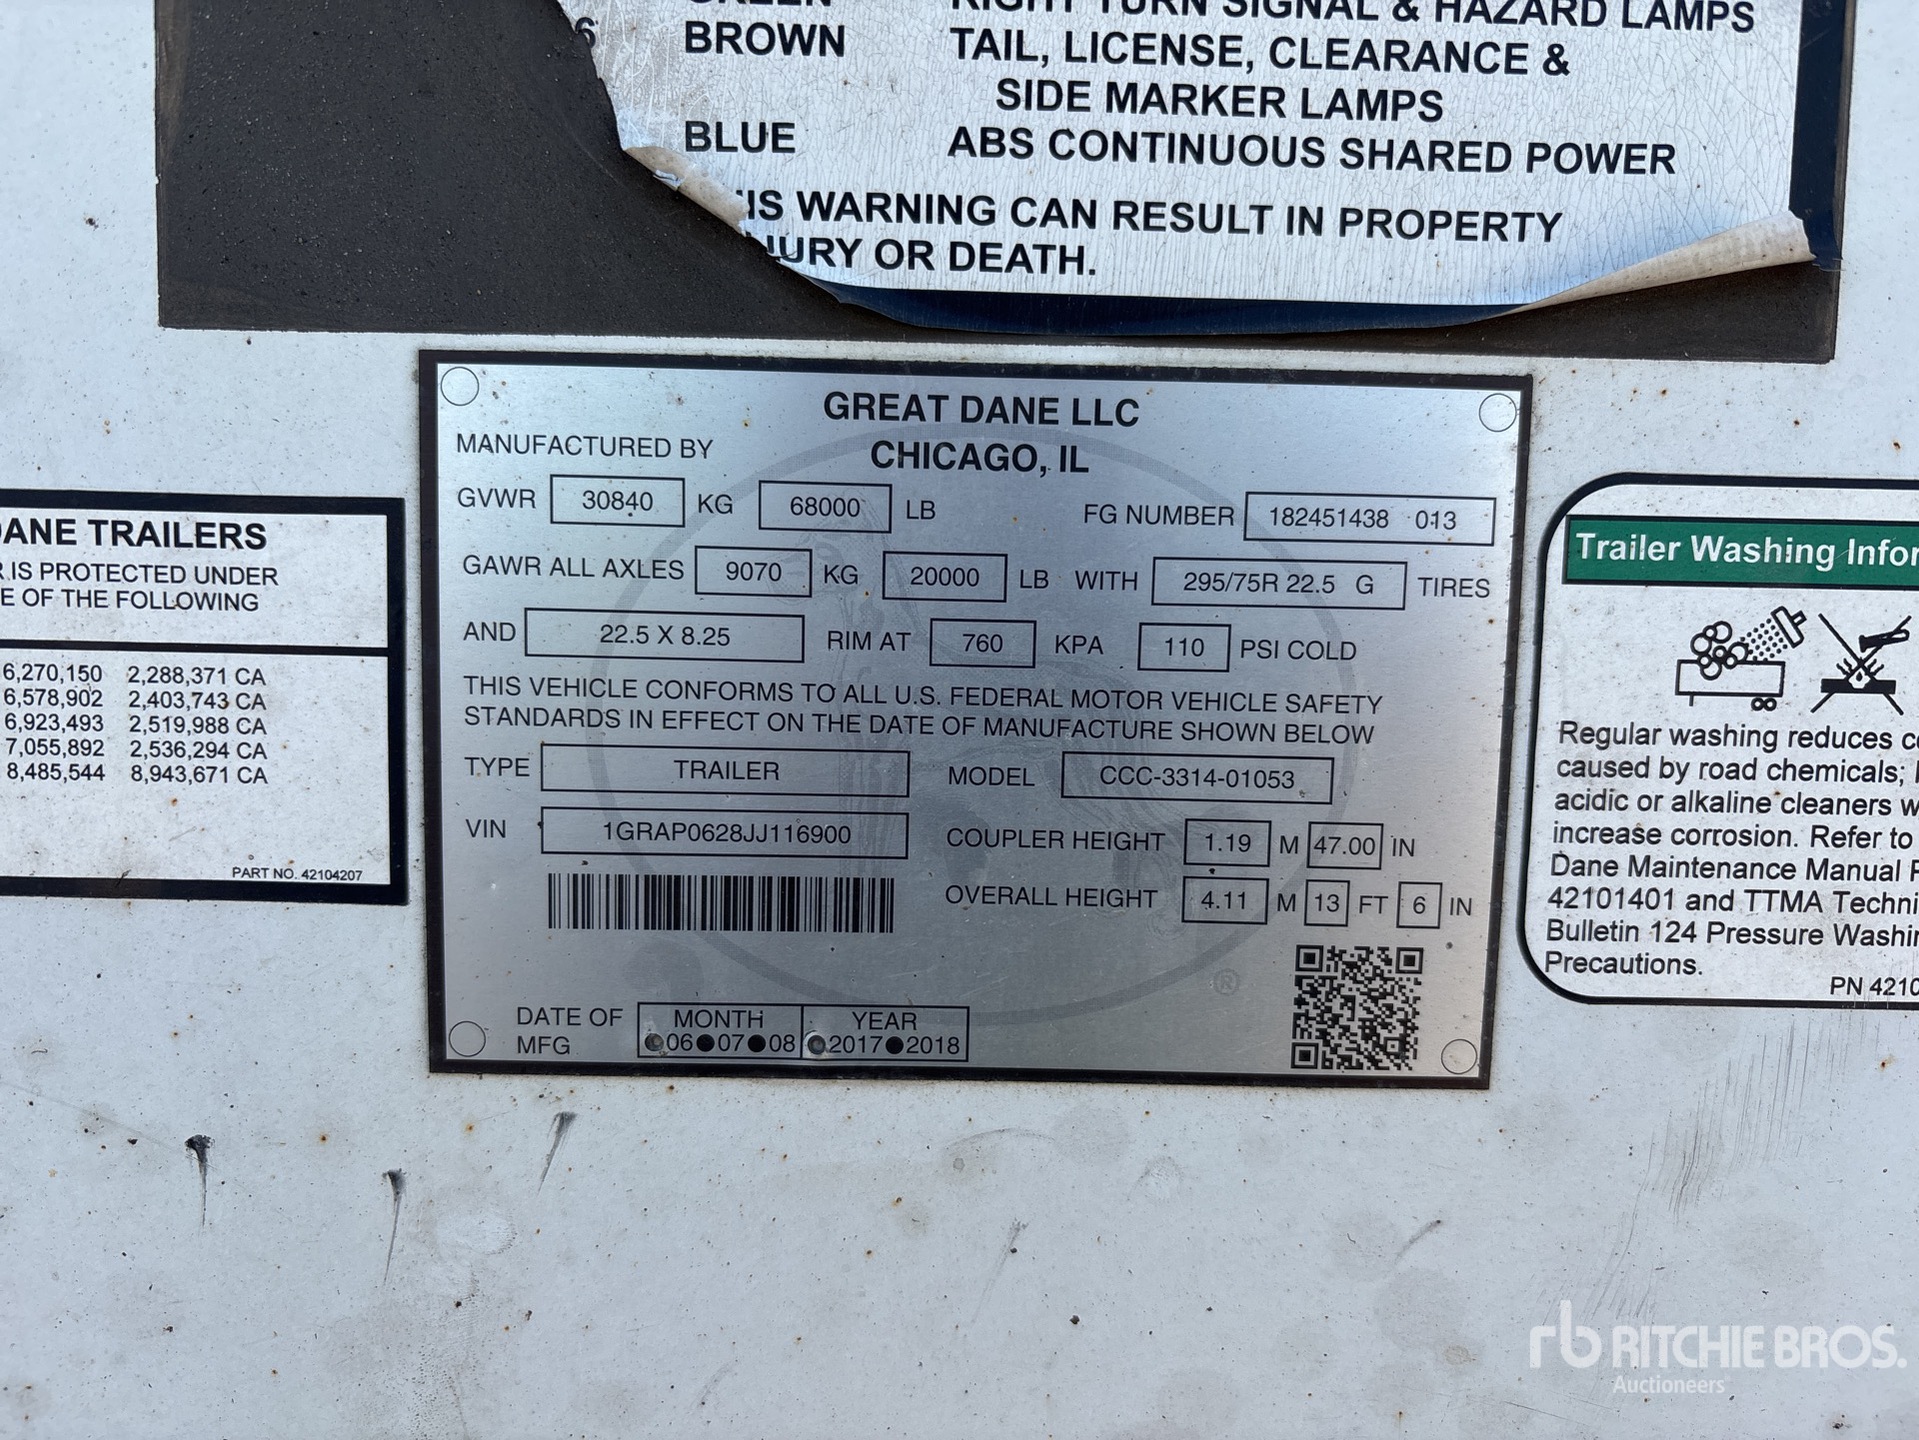 RIGHT TURN SIGNAL & HAZARD LAMPS
6 BROWN TAIL, LICENSE, CLEARANCE &
SIDE MARKER LAMPS
BLUE ABS CONTINUOUS SHARED POWER
IS WARNING CAN RESULT IN PROPERTY
JURY OR DEATH.
DANE TRAILERS
R IS PROTECTED UNDER
E OF THE FOLLOWING
6,270,150 2,288,371 CA
6,578,902 2,403,743 CA
6,923,493 2,519,988 CA
7,055,892 2,536,294 CA
8,485,544 8,943,671 CA
PART NO. 42104207
GREAT DANE LLC
MANUFACTURED BY CHICAGO, IL
GVWR 30840 KG 68000 LB FG NUMBER 182451438 013
GAWR ALL AXLES 9070 KG 20000 LB WITH 295/75R 22.5 G TIRES
AND 22.5 X 8.25 RIM AT 760 KPA 110 PSI COLD
THIS VEHICLE CONFORMS TO ALL U.S. FEDERAL MOTOR VEHICLE SAFETY
STANDARDS IN EFFECT ON THE DATE OF MANUFACTURE SHOWN BELOW
TYPE TRAILER MODEL CCC-3314-01053
VIN 1GRAP0628JJ116900 COUPLER HEIGHT 1.19 M 47.00 IN
OVERALL HEIGHT 4.11 M 13 FT 6 IN
®
DATE OF MFG MONTH YEAR
06 07 08 2017 2018
Trailer Washing Infor
Regular washing reduces co
caused by road chemicals;
acidic or alkaline cleaners w
increase corrosion. Refer to
Dane Maintenance Manual P
42101401 and TTMA Techni
Bulletin 124 Pressure Washin
Precautions.
PN 4210
rb RITCHIE BROS.
Auctioneers